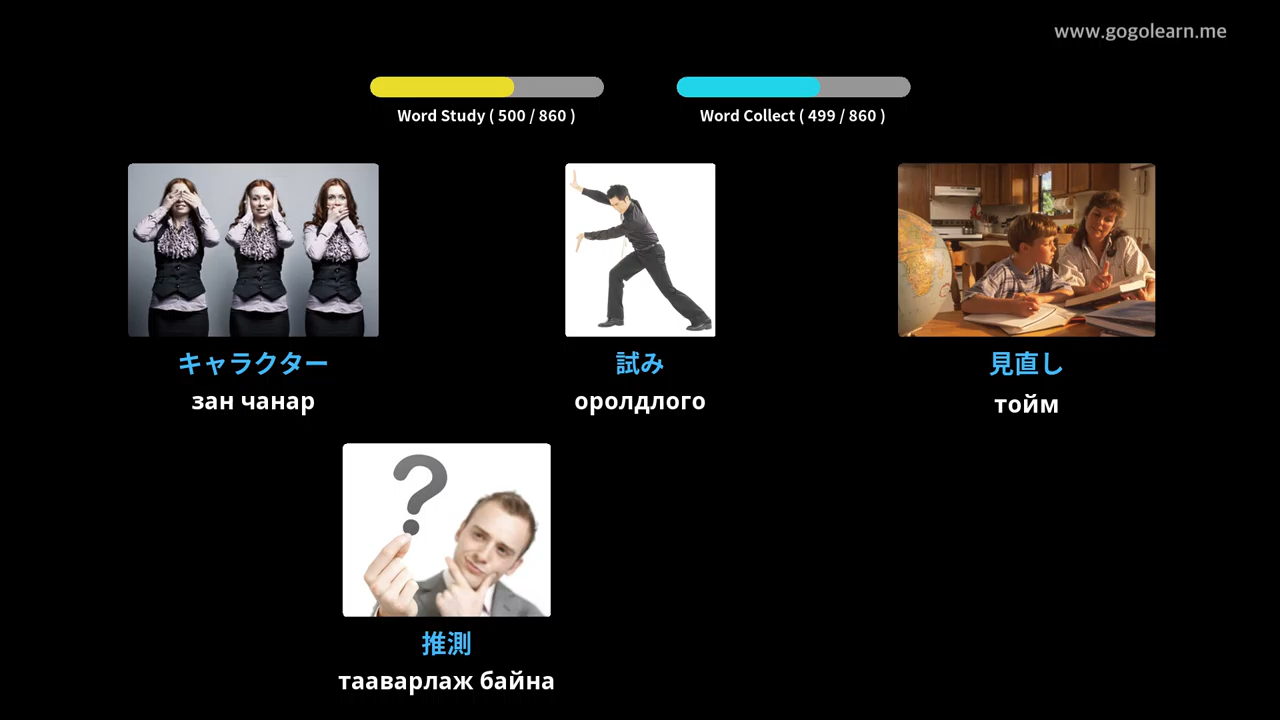 www.gogolearn.me
Word Study ( 500 / 860 )
Word Collect ( 499 / 860 )
キャラクター
зан чанар
試み
оролдлого
見直し
тойм
推測
тааварлаж байна